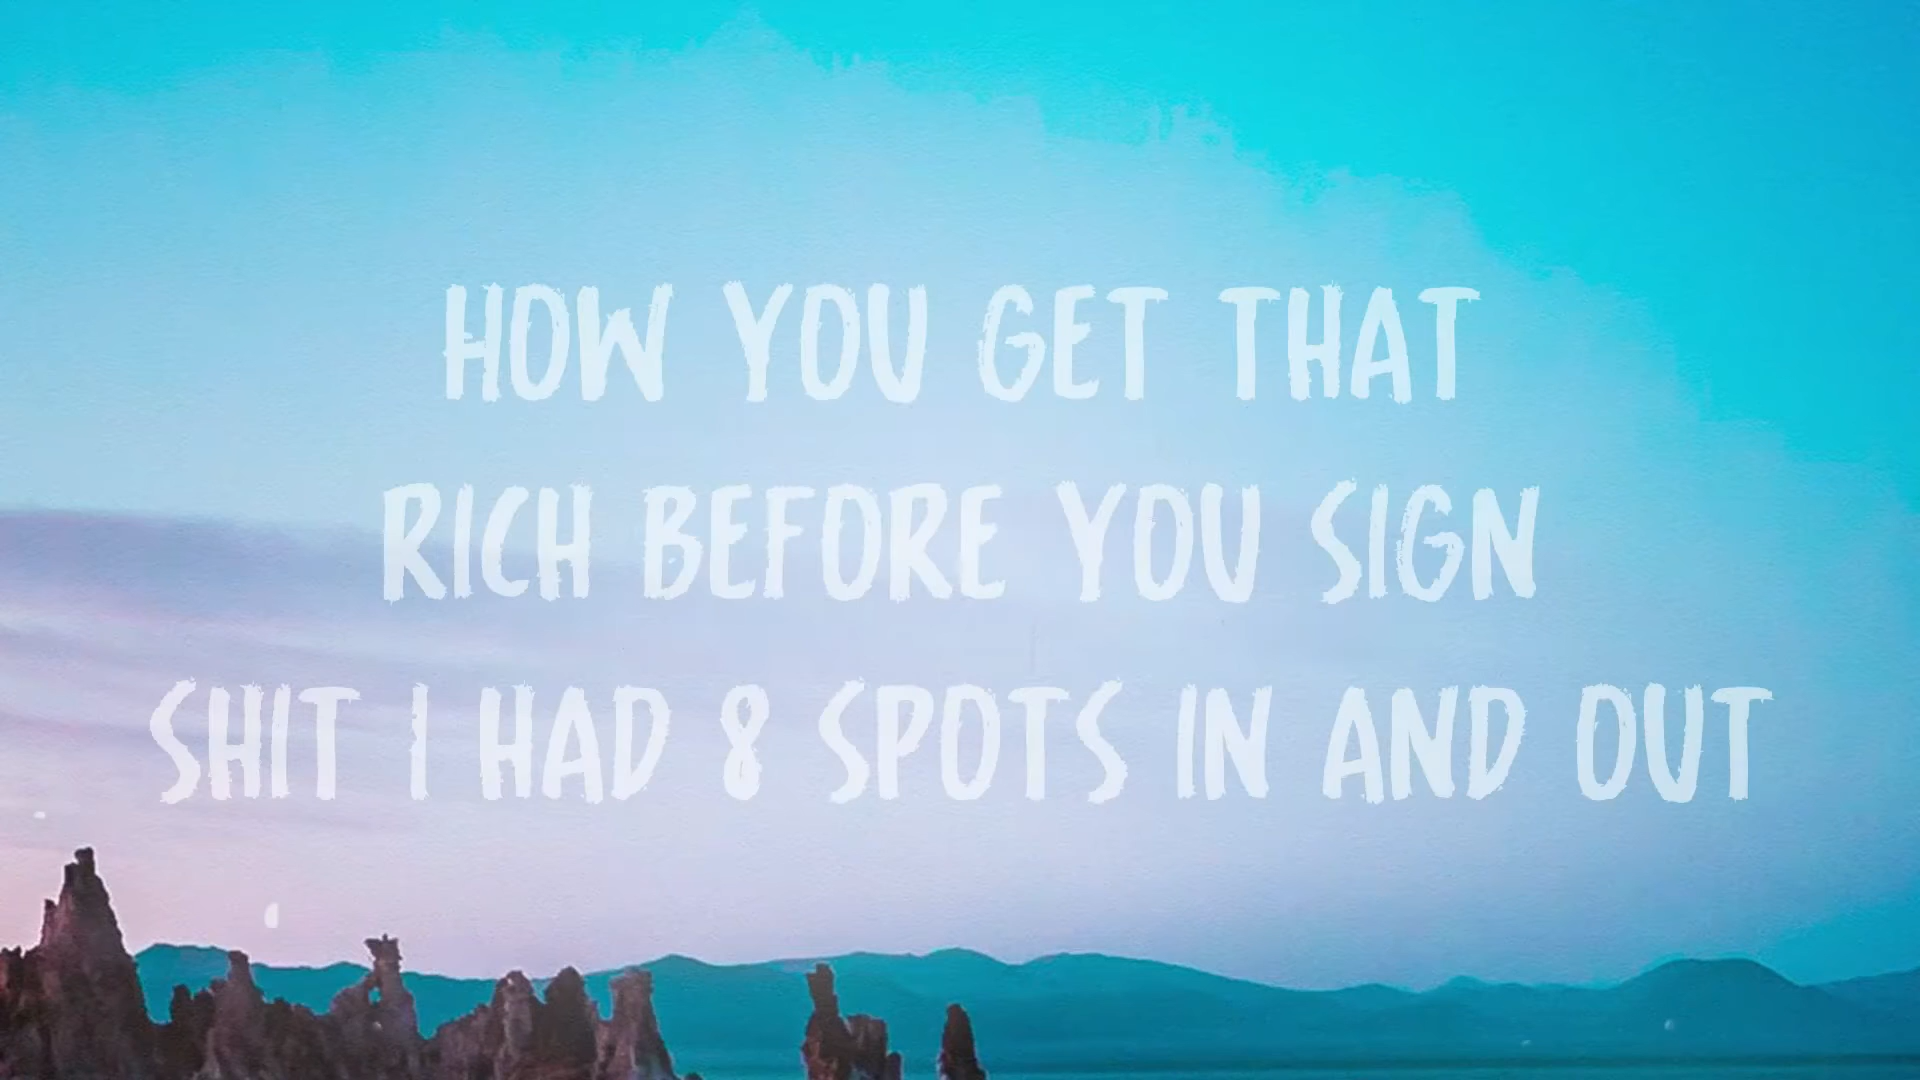 HOW YOU GET THAT
RICH BEFORE YOU SIGN
SHIT I HAD 8 SPOTS IN AND OUT